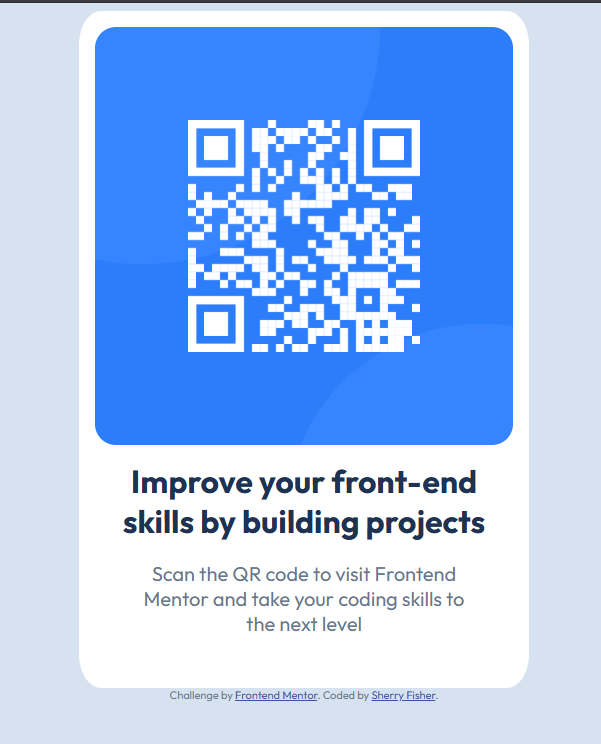 Improve your front-end
skills by building projects
Scan the QR code to visit Frontend
Mentor and take your coding skills to
the next level
Challenge by Frontend Mentor. Coded by Sherry Fisher.